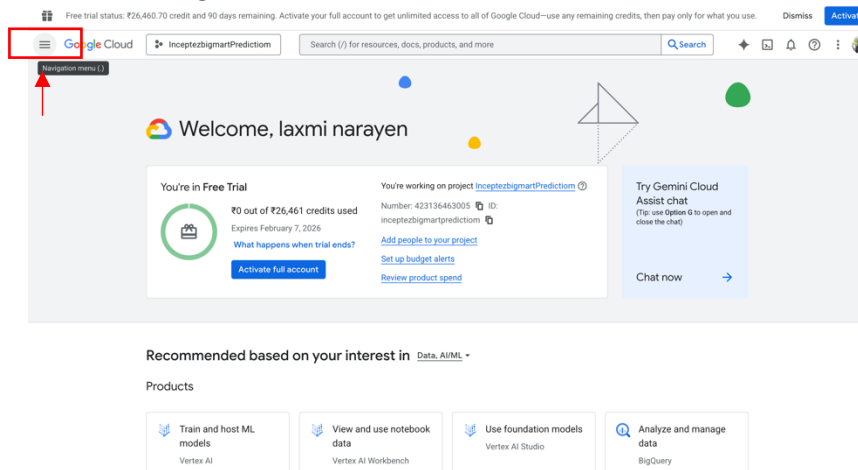 Free trial status: ₹26,460.70 credit and 90 days remaining. Activate your full account to get unlimited access to all of Google Cloud—use any remaining credits, then pay only for what you use.
Dismiss
Activat
Google Cloud
InceptezbigmartPredictiom
Search (/) for resources, docs, products, and more
Search
Navigation menu (.)
Welcome, laxmi narayen
You're in Free Trial
₹0 out of ₹26,461 credits used
Expires February 7, 2026
What happens when trial ends?
Activate full account
You're working on project InceptezbigmartPredictiom
Number: 423136463005 ID:
inceptezbigmartpredictiom
Add people to your project
Set up budget alerts
Review product spend
Try Gemini Cloud
Assist chat
(Tip: use Option G to open and
close the chat)
Chat now
Recommended based on your interest in Data, AI/ML
Products
Train and host ML
models
Vertex AI
View and use notebook
data
Vertex AI Workbench
Use foundation models
Vertex AI Studio
Analyze and manage
data
BigQuery